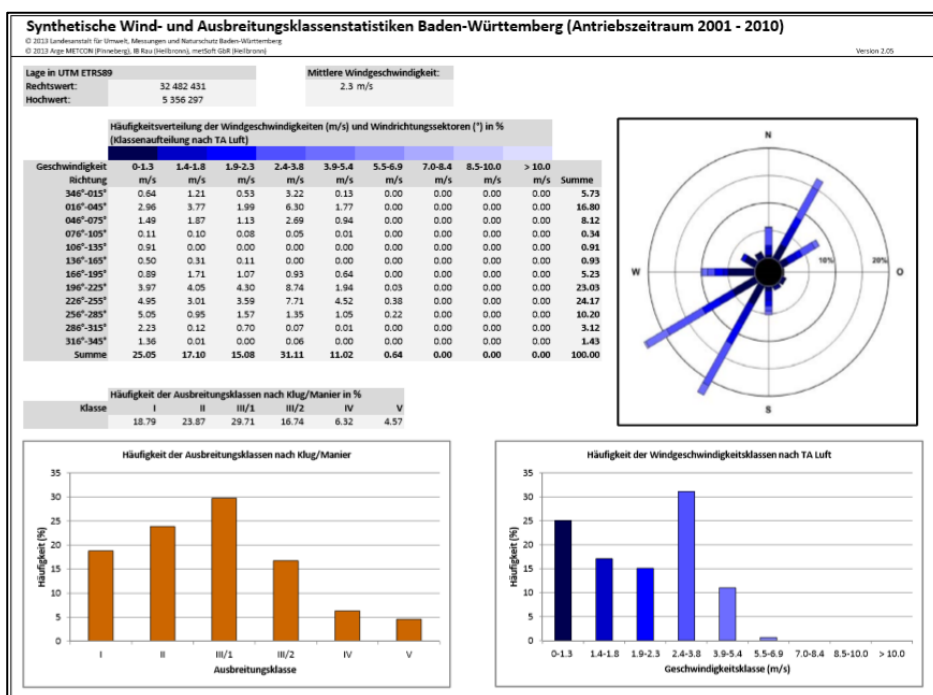 Synthetische Wind- und Ausbreitungsklassenstatistiken Baden-Württemberg (Antriebszeitraum 2001 - 2010)
© 2013 Landesanstalt für Umwelt, Messungen und Naturschutz Baden-Württemberg
© 2013 Arge METCON (Pinneberg), IB Rau (Heilbronn), metSoft GbR (Heilbronn)
Version 2.05
Lage in UTM ETRS89
Rechtswert: 32 482 431
Hochwert: 5 356 297
Mittlere Windgeschwindigkeit:
2.3 m/s
Häufigkeitsverteilung der Windgeschwindigkeiten (m/s) und Windrichtungssektoren (°) in %
(Klassenaufteilung nach TA Luft)
Geschwindigkeit 0-1.3 1.4-1.8 1.9-2.3 2.4-3.8 3.9-5.4 5.5-6.9 7.0-8.4 8.5-10.0 > 10.0
Richtung m/s m/s m/s m/s m/s m/s m/s m/s m/s Summe
346°-015° 0.64 1.21 0.53 3.22 0.13 0.00 0.00 0.00 0.00 5.73
016°-045° 2.96 3.77 1.99 6.30 1.77 0.00 0.00 0.00 0.00 16.80
046°-075° 1.49 1.87 1.13 2.69 0.94 0.00 0.00 0.00 0.00 8.12
076°-105° 0.11 0.10 0.08 0.05 0.01 0.00 0.00 0.00 0.00 0.34
106°-135° 0.91 0.00 0.00 0.00 0.00 0.00 0.00 0.00 0.00 0.91
136°-165° 0.50 0.31 0.11 0.00 0.00 0.00 0.00 0.00 0.00 0.93
166°-195° 0.89 1.71 1.07 0.93 0.64 0.00 0.00 0.00 0.00 5.23
196°-225° 3.97 4.05 4.30 8.74 1.94 0.03 0.00 0.00 0.00 23.03
226°-255° 4.95 3.01 3.59 7.71 4.52 0.38 0.00 0.00 0.00 24.17
256°-285° 5.05 0.95 1.57 1.35 1.05 0.22 0.00 0.00 0.00 10.20
286°-315° 2.23 0.12 0.70 0.07 0.01 0.00 0.00 0.00 0.00 3.12
316°-345° 1.36 0.01 0.00 0.06 0.00 0.00 0.00 0.00 0.00 1.43
Summe 25.05 17.10 15.08 31.11 11.02 0.64 0.00 0.00 0.00 100.00
N
W
10%
20%
O
S
Häufigkeit der Ausbreitungsklassen nach Klug/Manier in %
Klasse I II III/1 III/2 IV V
18.79 23.87 29.71 16.74 6.32 4.57
Häufigkeit der Ausbreitungsklassen nach Klug/Manier
Häufigkeit (%)
35
30
25
20
15
10
5
0
I II III/1 III/2 IV V
Ausbreitungsklasse
Häufigkeit der Windgeschwindigkeitsklassen nach TA Luft
Häufigkeit (%)
35
30
25
20
15
10
5
0
0-1.3 1.4-1.8 1.9-2.3 2.4-3.8 3.9-5.4 5.5-6.9 7.0-8.4 8.5-10.0 > 10.0
Geschwindigkeitsklasse (m/s)